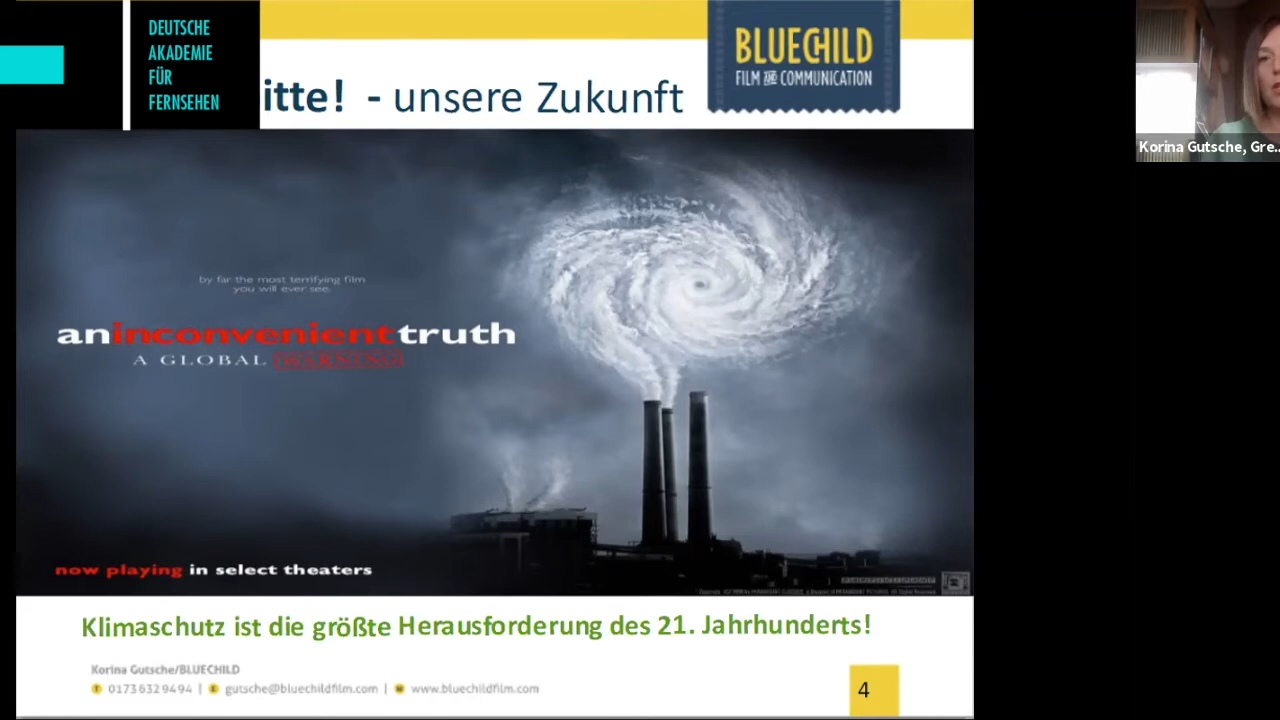 DEUTSCHE
AKADEMIE
FÜR
FERNSEHEN
itte! - unsere Zukunft
BLUECHILD
FILM AND COMMUNICATION
Korina Gutsche, Gre...
by far the most terrifying film
you will ever see.
aninconvenienttruth
A GLOBAL WARNING
now playing in select theaters
Klimaschutz ist die größte Herausforderung des 21. Jahrhunderts!
Korina Gutsche/BLUECHILD
T 0173 632 9494 | E gutsche@bluechildfilm.com | W www.bluechildfilm.com
4